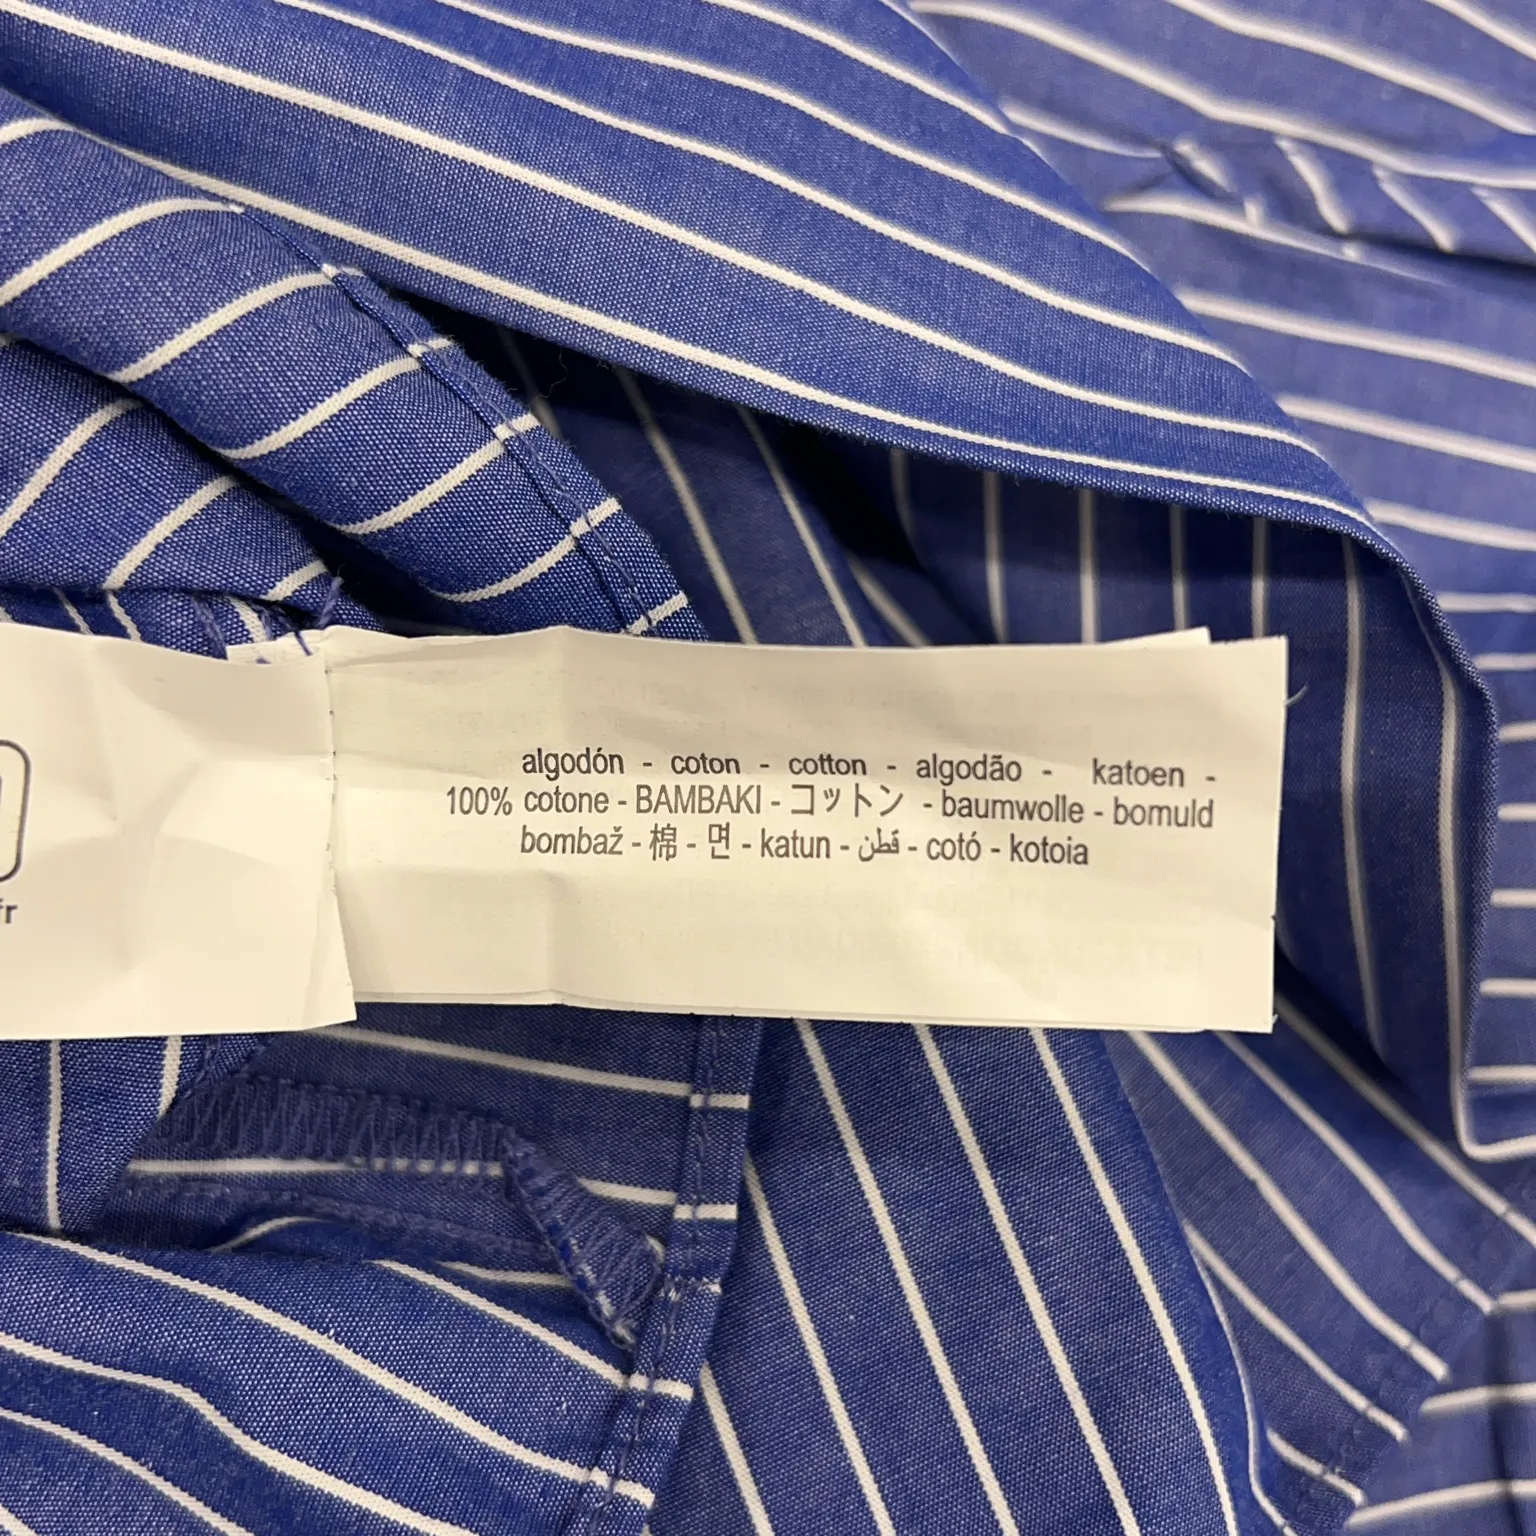 algodón - coton - cotton - algodão - katoen -
100% cotone - BAMBAKI - コットン - baumwolle - bomuld
bombaž - 棉 - 면 - katun - قطن - cotó - kotoia
fr